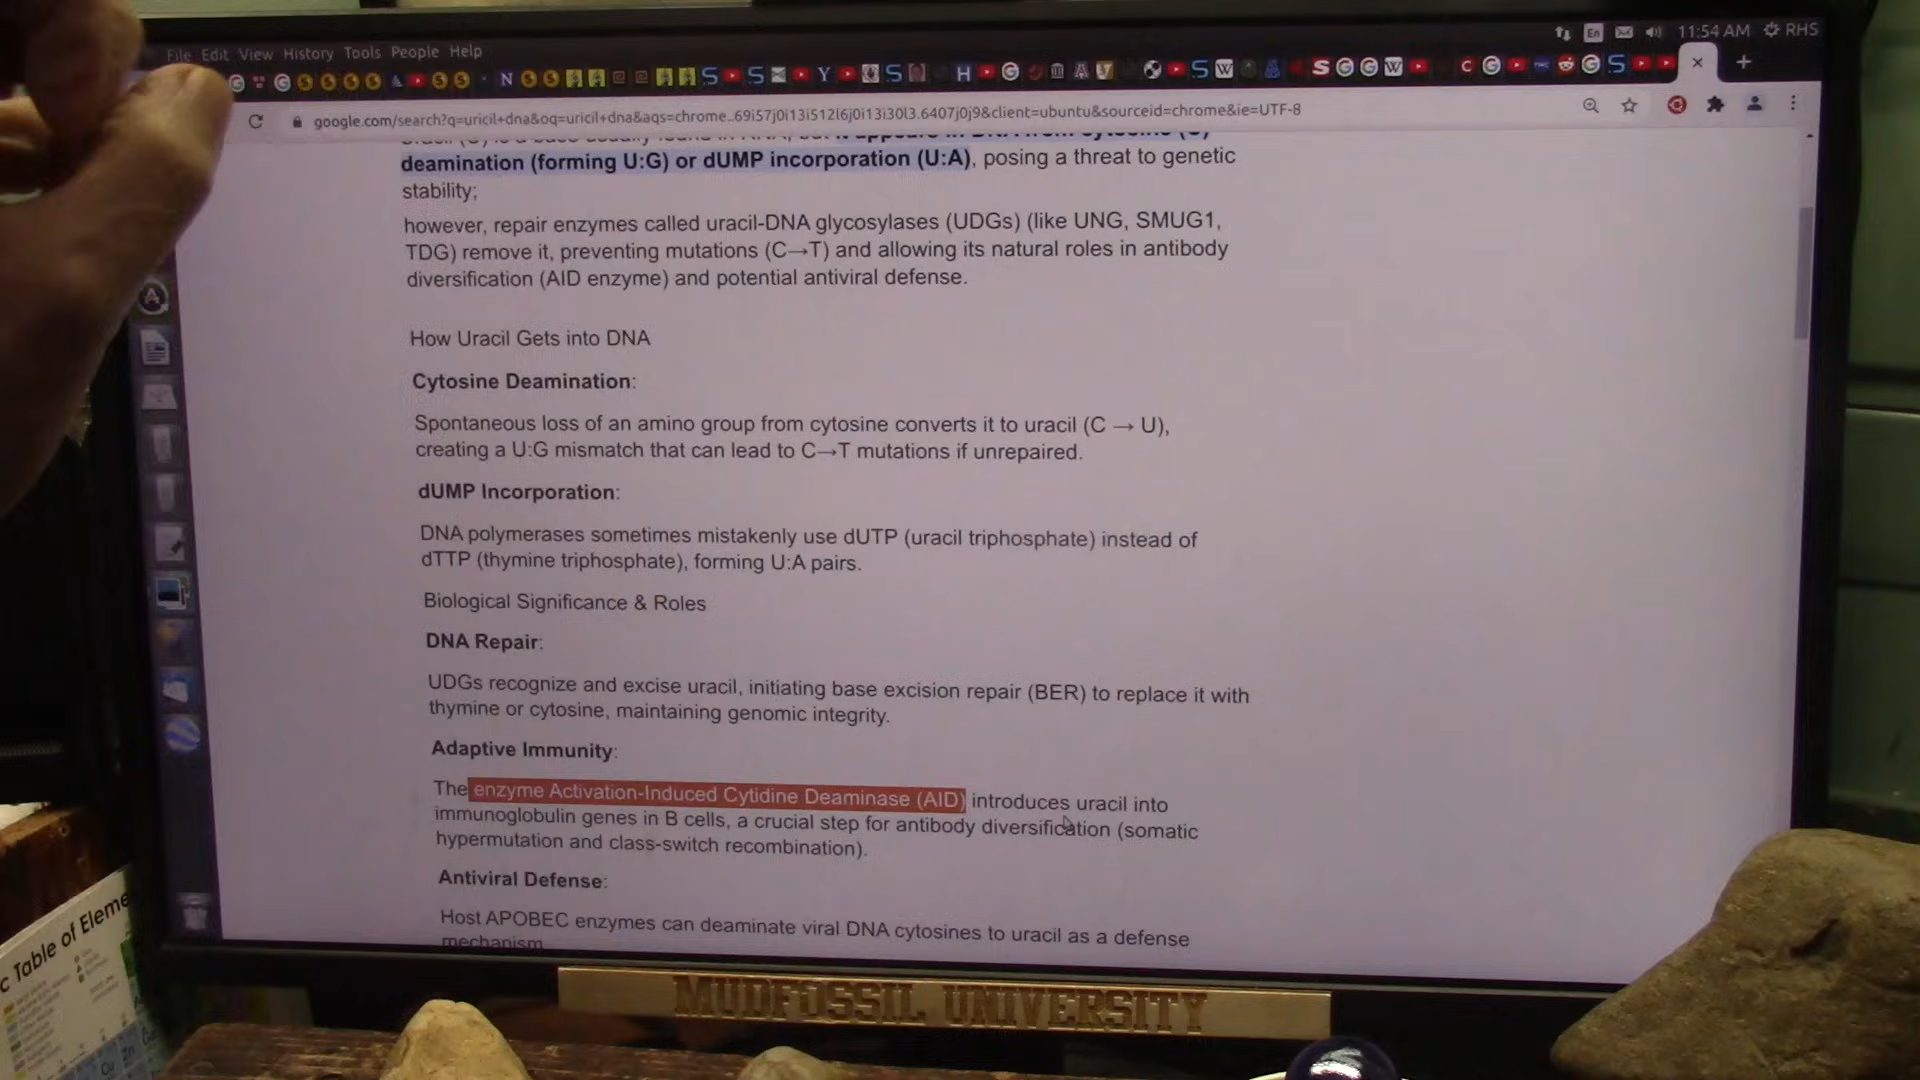 File Edit View History Tools People Help
En 11:54 AM RHS
google.com/search?q=uricil+dna&oq=uricil+dna&aqs=chrome..69i57j0i13i512l6j0i13i30l3.6407j0j9&client=ubuntu&sourceid=chrome&ie=UTF-8
deamination (forming U:G) or dUMP incorporation (U:A), posing a threat to genetic
stability;
however, repair enzymes called uracil-DNA glycosylases (UDGs) (like UNG, SMUG1,
TDG) remove it, preventing mutations (C→T) and allowing its natural roles in antibody
diversification (AID enzyme) and potential antiviral defense.
How Uracil Gets into DNA
Cytosine Deamination:
Spontaneous loss of an amino group from cytosine converts it to uracil (C → U),
creating a U:G mismatch that can lead to C→T mutations if unrepaired.
dUMP Incorporation:
DNA polymerases sometimes mistakenly use dUTP (uracil triphosphate) instead of
dTTP (thymine triphosphate), forming U:A pairs.
Biological Significance & Roles
DNA Repair:
UDGs recognize and excise uracil, initiating base excision repair (BER) to replace it with
thymine or cytosine, maintaining genomic integrity.
Adaptive Immunity:
The enzyme Activation-Induced Cytidine Deaminase (AID) introduces uracil into
immunoglobulin genes in B cells, a crucial step for antibody diversification (somatic
hypermutation and class-switch recombination).
Antiviral Defense:
Host APOBEC enzymes can deaminate viral DNA cytosines to uracil as a defense
mechanism
c Table of Eleme
MUDFOSSIL UNIVERSITY